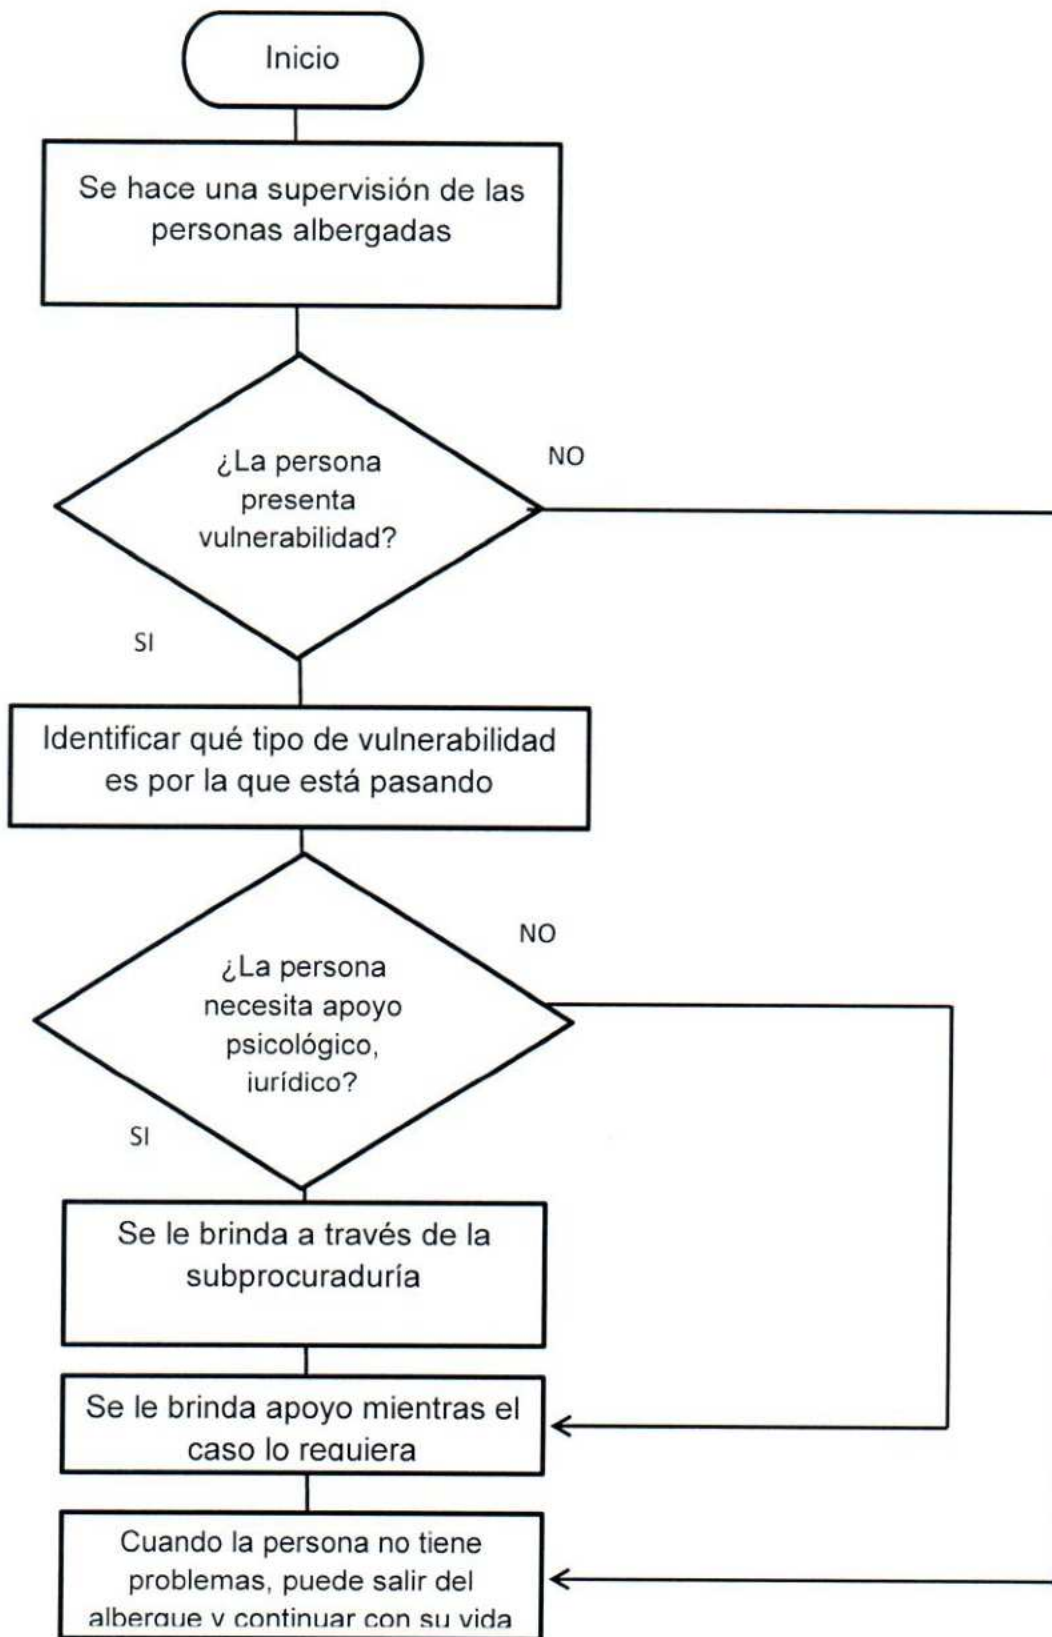 Inicio
Se hace una supervisión de las
personas albergadas
¿La persona
presenta
vulnerabilidad?
NO
SI
Identificar qué tipo de vulnerabilidad
es por la que está pasando
¿La persona
necesita apoyo
psicológico,
jurídico?
NO
SI
Se le brinda a través de la
subprocuraduría
Se le brinda apoyo mientras el
caso lo requiera
Cuando la persona no tiene
problemas, puede salir del
albergue y continuar con su vida